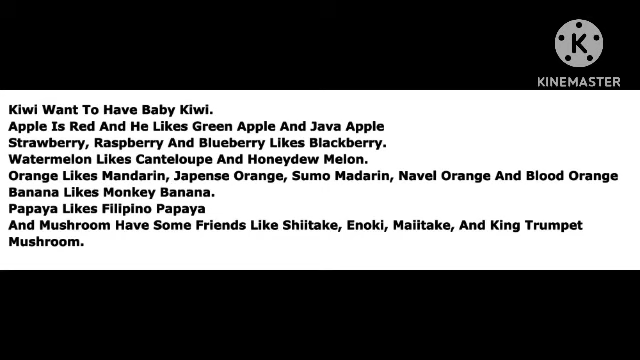 K
KINEMASTER
Kiwi Want To Have Baby Kiwi.
Apple Is Red And He Likes Green Apple And Java Apple
Strawberry, Raspberry And Blueberry Likes Blackberry.
Watermelon Likes Canteloupe And Honeydew Melon.
Orange Likes Mandarin, Japense Orange, Sumo Madarin, Navel Orange And Blood Orange
Banana Likes Monkey Banana.
Papaya Likes Filipino Papaya
And Mushroom Have Some Friends Like Shiitake, Enoki, Maiitake, And King Trumpet
Mushroom.